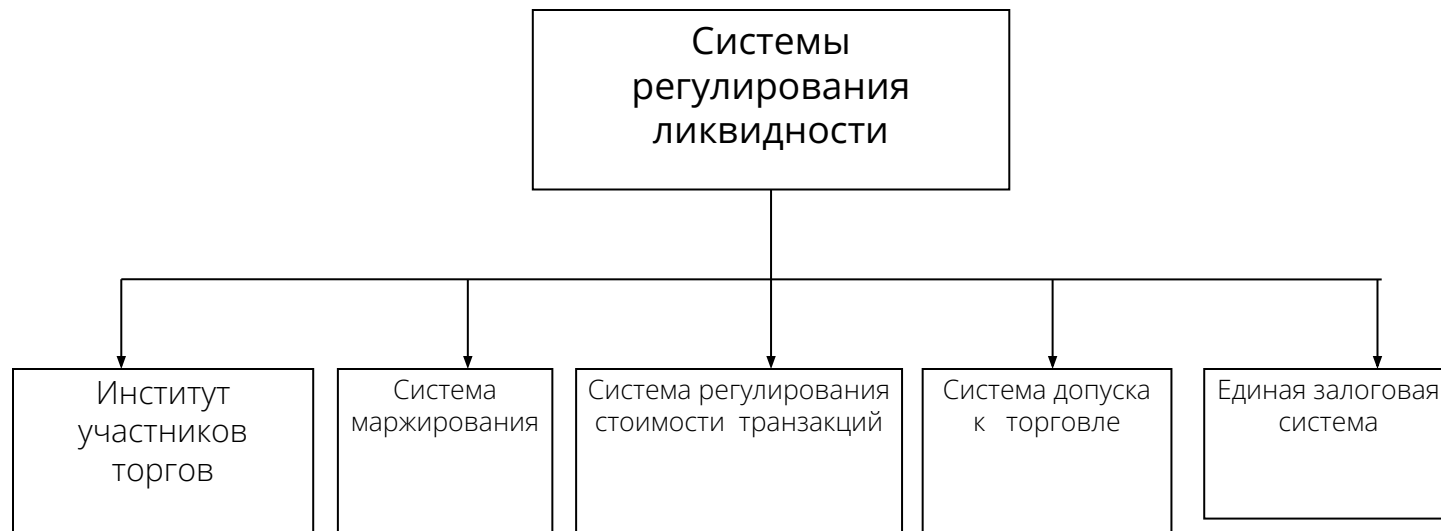 Системы
регулирования
ликвидности
Институт
участников
торгов
Система
маржирования
Система регулирования
стоимости транзакций
Система допуска
к торговле
Единая залоговая
система